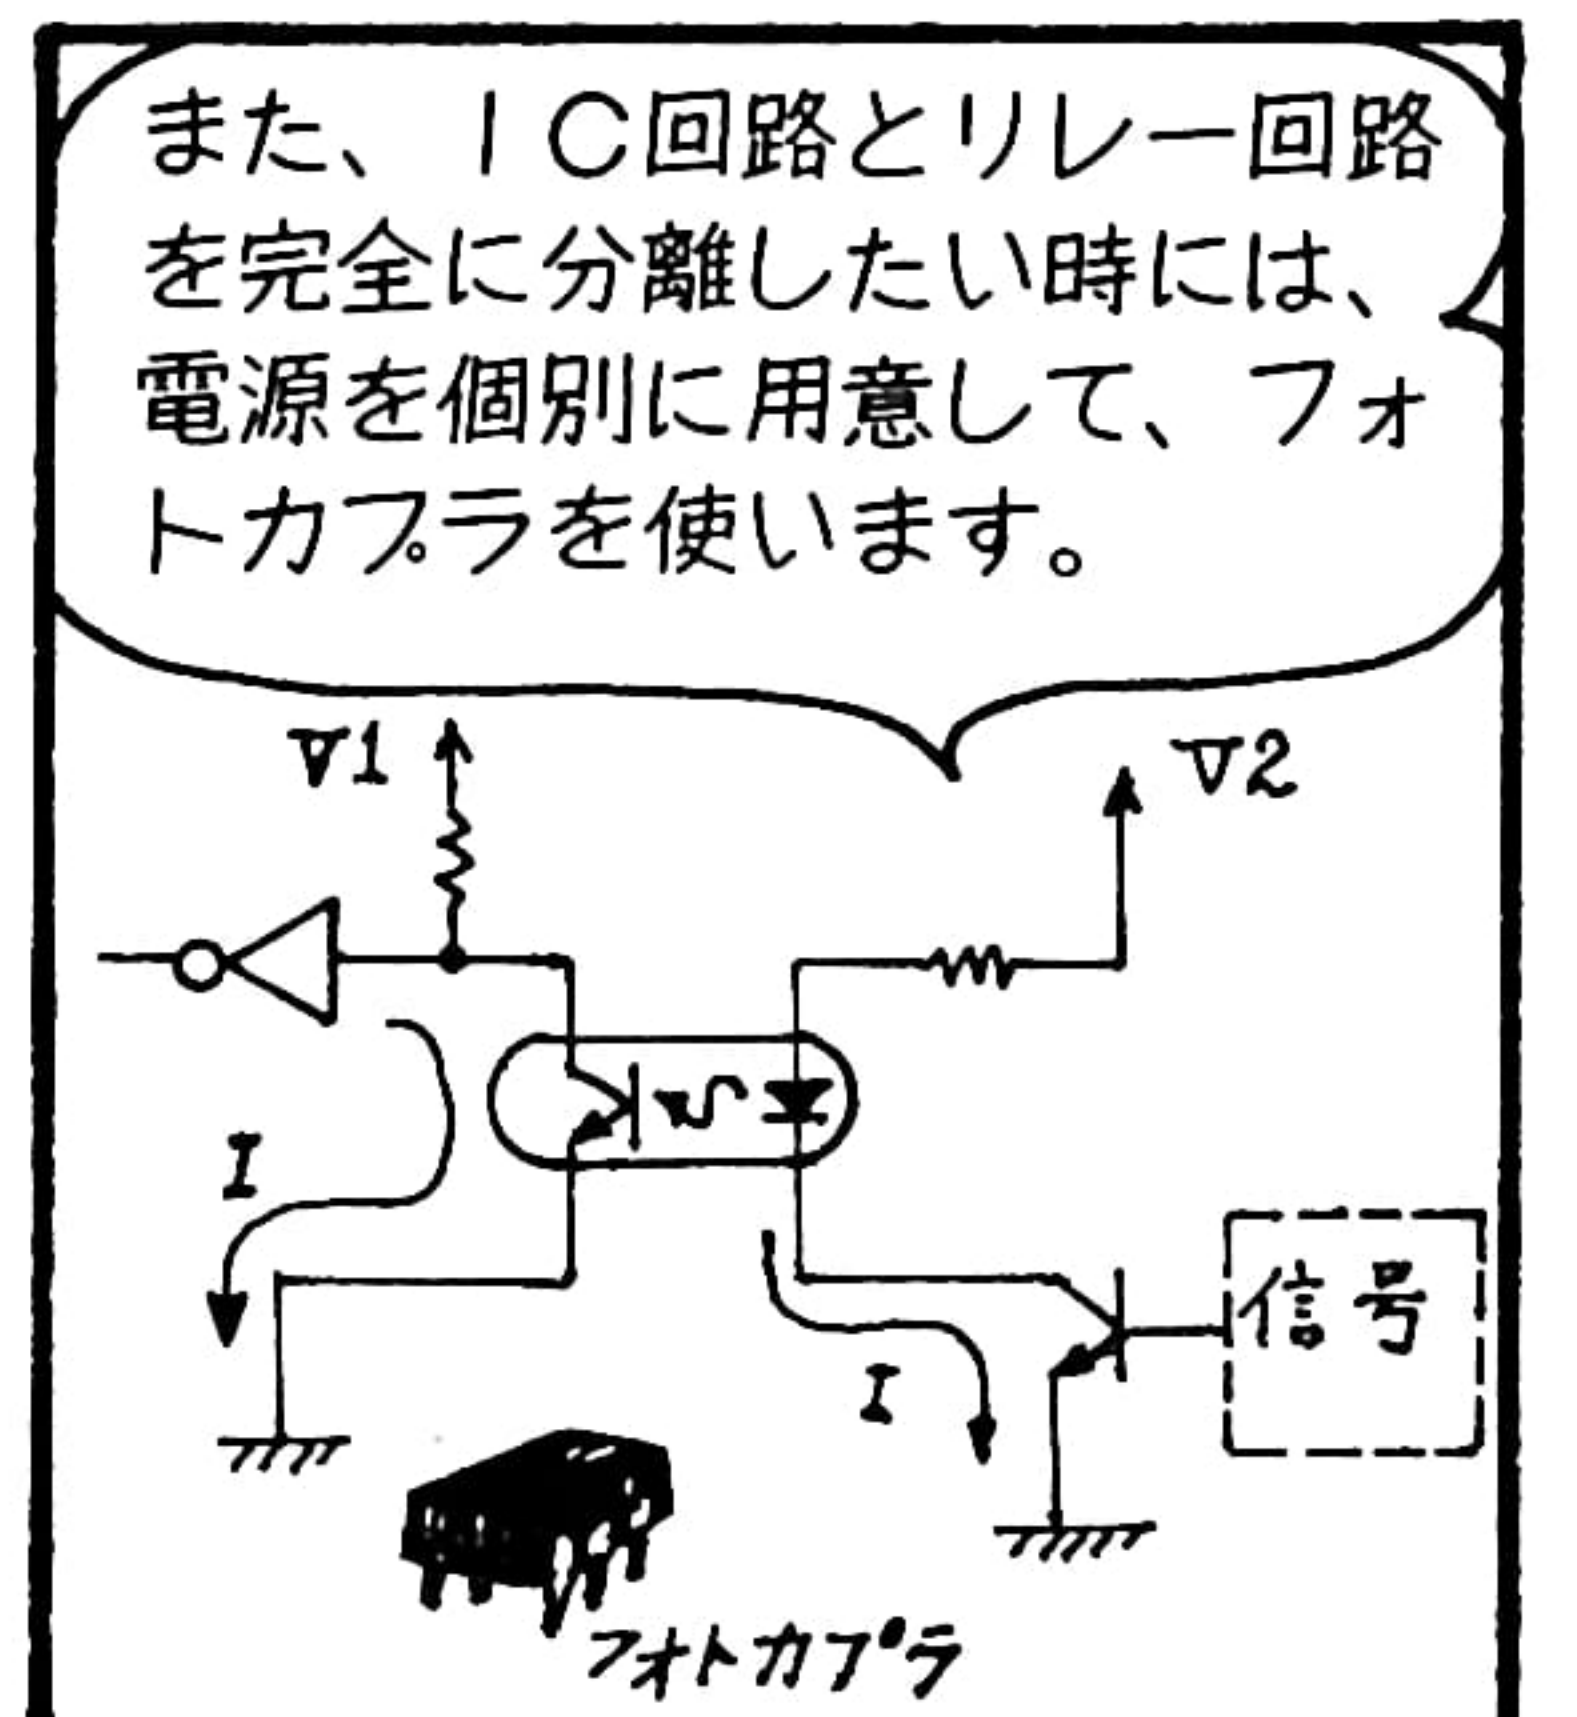 また、ＩＣ回路とリレー回路
を完全に分離したい時には、
電源を個別に用意して、フォ
トカプラを使います。
V1
V2
I
I
信号
フォトカプラ